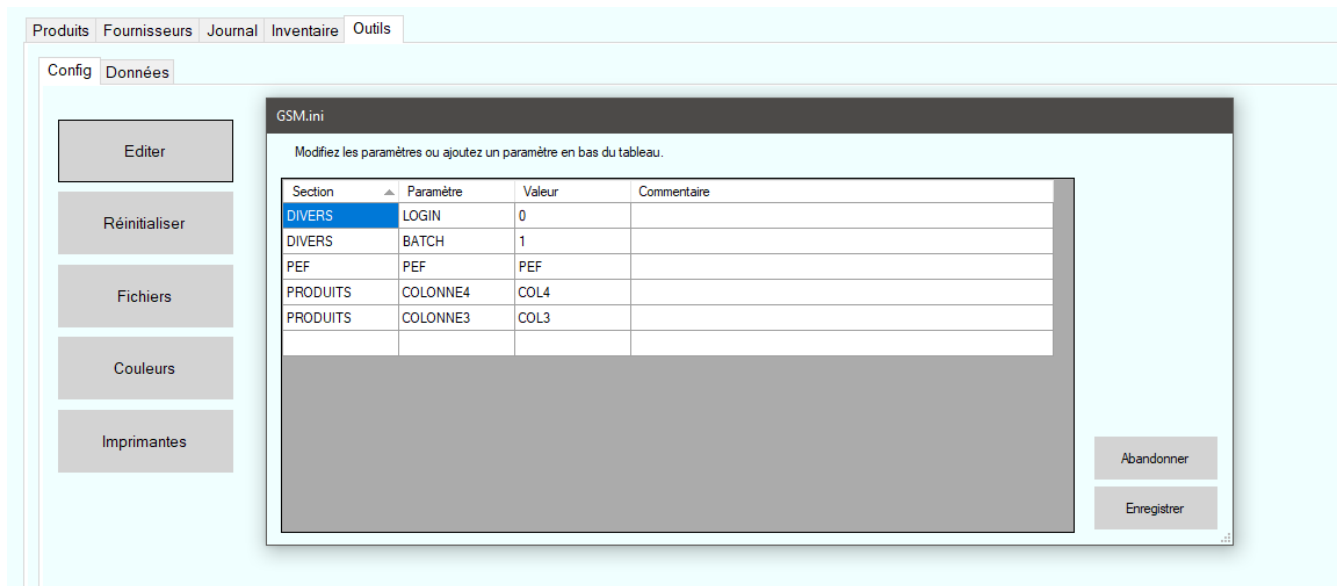 Produits Fournisseurs Journal Inventaire Outils
Config Données
Editer
Réinitialiser
Fichiers
Couleurs
Imprimantes
GSM.ini
Modifiez les paramètres ou ajoutez un paramètre en bas du tableau.
Section Paramètre Valeur Commentaire
DIVERS LOGIN 0
DIVERS BATCH 1
PEF PEF PEF
PRODUITS COLONNE4 COL4
PRODUITS COLONNE3 COL3
Abandonner
Enregistrer